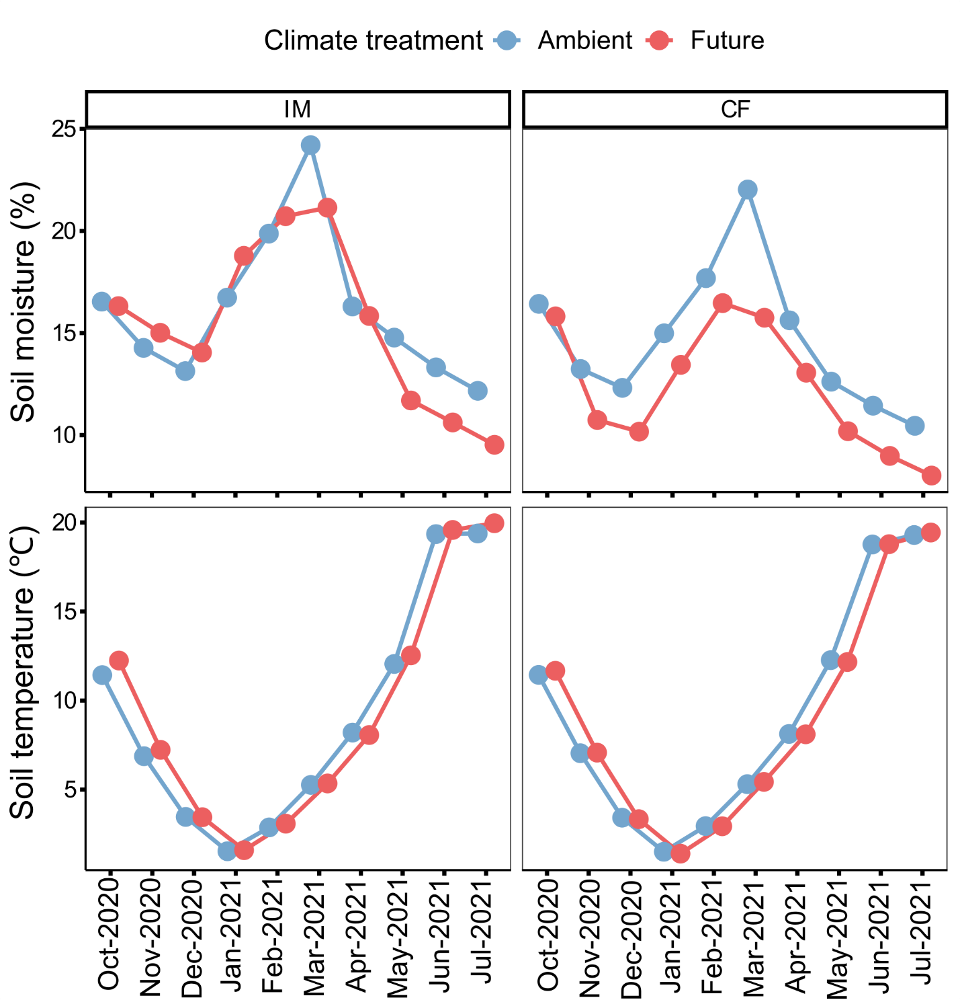 Climate treatment Ambient Future
IM CF
Soil moisture (%)
25
20
15
10
Soil temperature (°C)
20
15
10
5
Oct-2020 Nov-2020 Dec-2020 Jan-2021 Feb-2021 Mar-2021 Apr-2021 May-2021 Jun-2021 Jul-2021
Oct-2020 Nov-2020 Dec-2020 Jan-2021 Feb-2021 Mar-2021 Apr-2021 May-2021 Jun-2021 Jul-2021